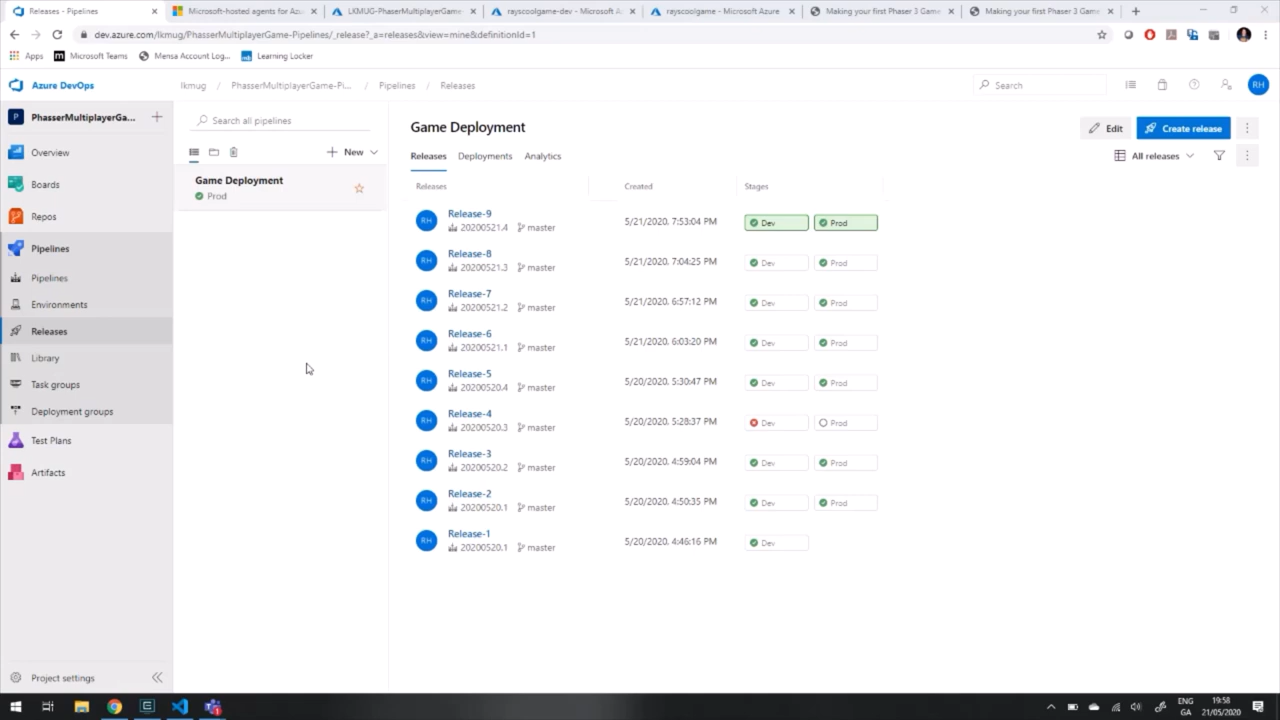 Releases - Pipelines
Microsoft-hosted agents for Azu
LKMUG-PhaserMultiplayerGame
rayscoolgame-dev - Microsoft A
rayscoolgame - Microsoft Azure
Making your first Phaser 3 Game
Making your first Phaser 3 Game
dev.azure.com/lkmug/PhasserMultiplayerGame-Pipelines/_release?_a=releases&view=mine&definitionId=1
Apps
Microsoft Teams
Mensa Account Log...
Learning Locker
Azure DevOps
lkmug / PhasserMultiplayerGame-Pi... / Pipelines / Releases
Search
RH
P PhasserMultiplayerGa...
Overview
Boards
Repos
Pipelines
Pipelines
Environments
Releases
Library
Task groups
Deployment groups
Test Plans
Artifacts
Project settings
Search all pipelines
New
Game Deployment
Prod
Game Deployment
Edit
Create release
Releases Deployments Analytics
All releases
Releases Created Stages
RH Release-9 5/21/2020, 7:53:04 PM Dev Prod
20200521.4 master
RH Release-8 5/21/2020, 7:04:25 PM Dev Prod
20200521.3 master
RH Release-7 5/21/2020, 6:57:12 PM Dev Prod
20200521.2 master
RH Release-6 5/21/2020, 6:03:20 PM Dev Prod
20200521.1 master
RH Release-5 5/20/2020, 5:30:47 PM Dev Prod
20200520.4 master
RH Release-4 5/20/2020, 5:28:37 PM Dev Prod
20200520.3 master
RH Release-3 5/20/2020, 4:59:04 PM Dev Prod
20200520.2 master
RH Release-2 5/20/2020, 4:50:35 PM Dev Prod
20200520.1 master
RH Release-1 5/20/2020, 4:46:16 PM Dev
20200520.1 master
ENG
GA
19:58
21/05/2020